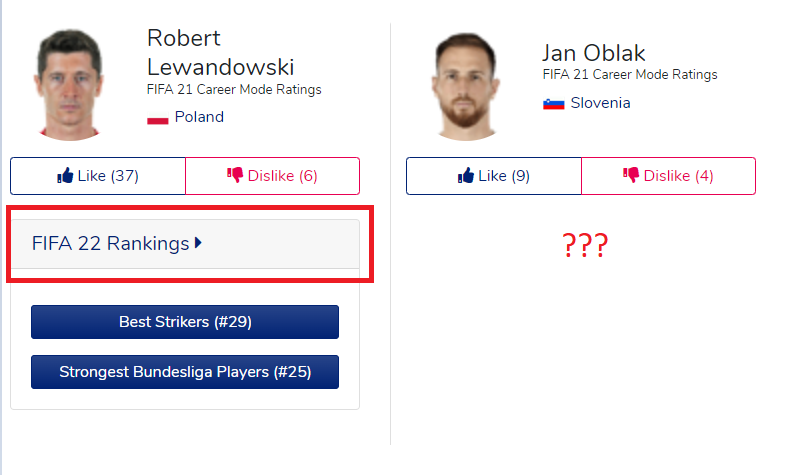 Robert
Lewandowski
FIFA 21 Career Mode Ratings
Poland
Like (37)
Dislike (6)
FIFA 22 Rankings
Best Strikers (#29)
Strongest Bundesliga Players (#25)
Jan Oblak
FIFA 21 Career Mode Ratings
Slovenia
Like (9)
Dislike (4)
???